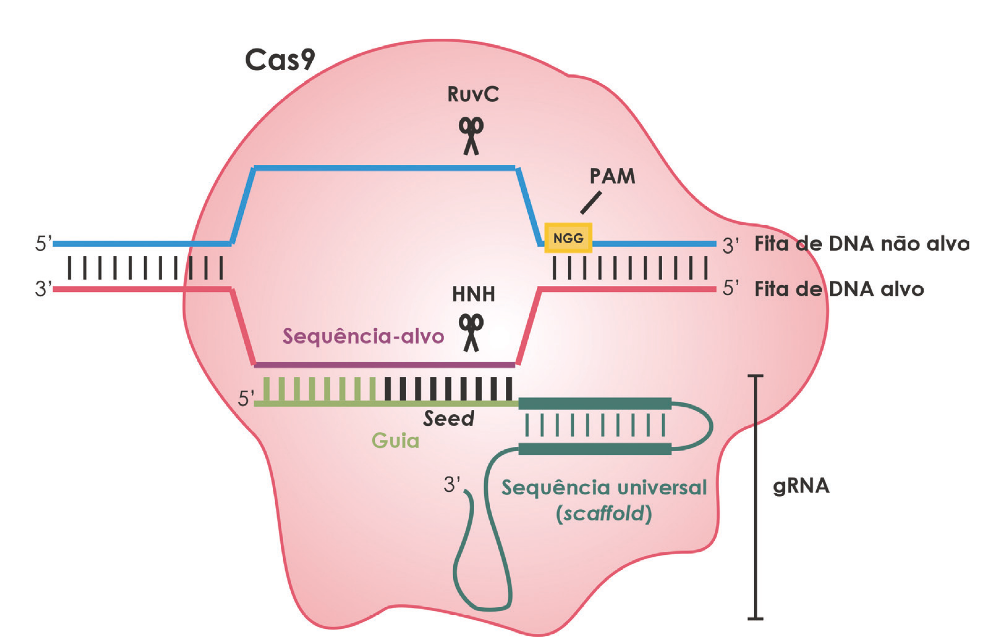 Cas9
RuvC
PAM
NGG
5’
3’ Fita de DNA não alvo
3’
5’ Fita de DNA alvo
HNH
Sequência-alvo
5’
Seed
Guia
3’
Sequência universal
(scaffold)
gRNA